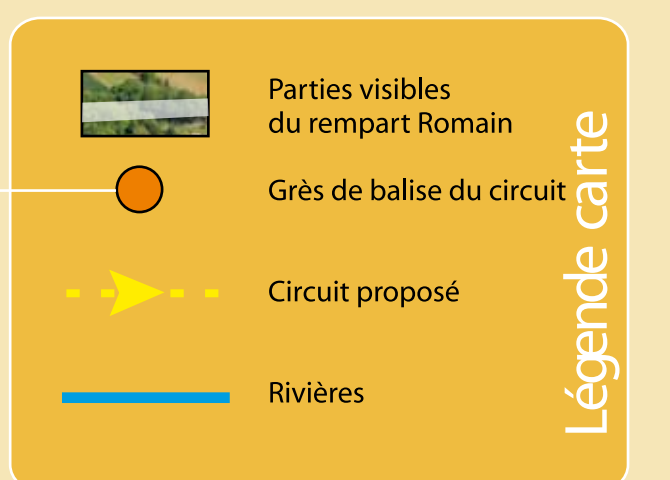 Parties visibles
du rempart Romain
Grès de balise du circuit
Circuit proposé
Rivières
Légende carte